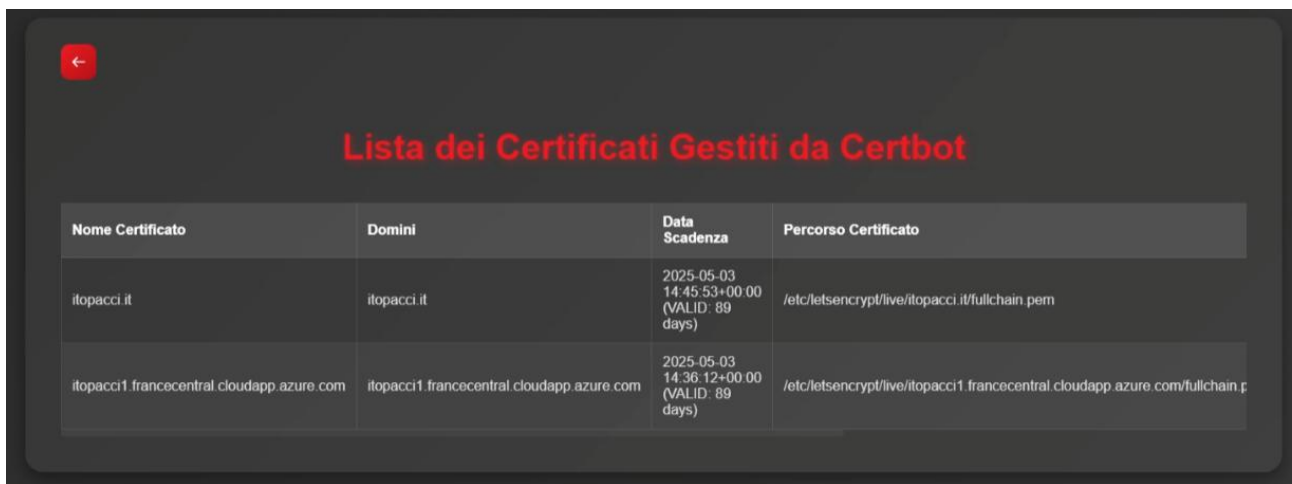 Lista dei Certificati Gestiti da Certbot
Nome Certificato
Domini
Data
Scadenza
Percorso Certificato
itopacci.it
itopacci.it
2025-05-03
14:45:53+00:00
(VALID: 89
days)
/etc/letsencrypt/live/itopacci.it/fullchain.pem
itopacci1.francecentral.cloudapp.azure.com
itopacci1.francecentral.cloudapp.azure.com
2025-05-03
14:36:12+00:00
(VALID: 89
days)
/etc/letsencrypt/live/itopacci1.francecentral.cloudapp.azure.com/fullchain.p